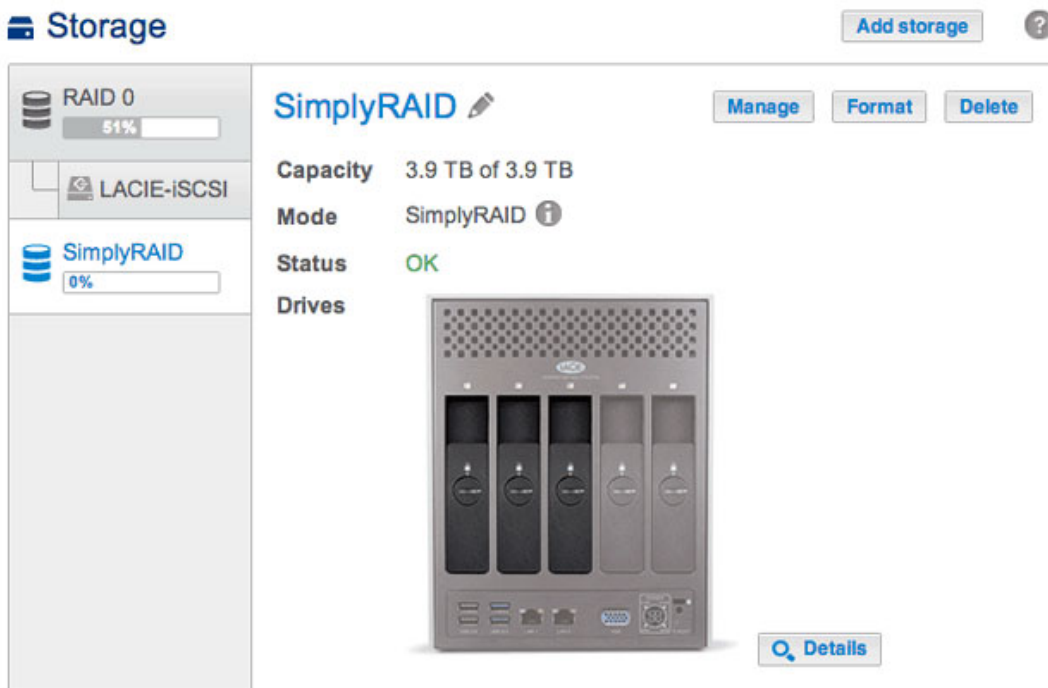 Storage
Add storage
?
RAID 0
51%
LACIE-iSCSI
SimplyRAID
0%
SimplyRAID
Manage
Format
Delete
Capacity 3.9 TB of 3.9 TB
Mode SimplyRAID i
Status OK
Drives
LACIE
Details